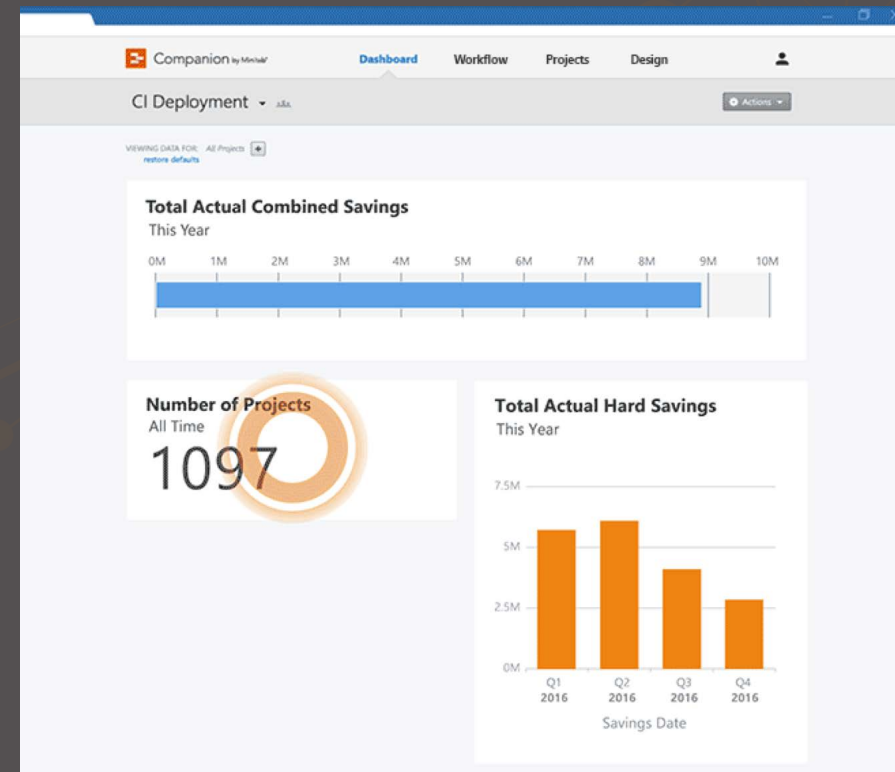 Companion by Minitab
Dashboard Workflow Projects Design
CI Deployment
Actions
VIEWING DATA FOR: All Projects
restore defaults
Total Actual Combined Savings
This Year
0M 1M 2M 3M 4M 5M 6M 7M 8M 9M 10M
Number of Projects
All Time
1097
Total Actual Hard Savings
This Year
7.5M
5M
2.5M
0M
Q1 Q2 Q3 Q4
2016 2016 2016 2016
Savings Date